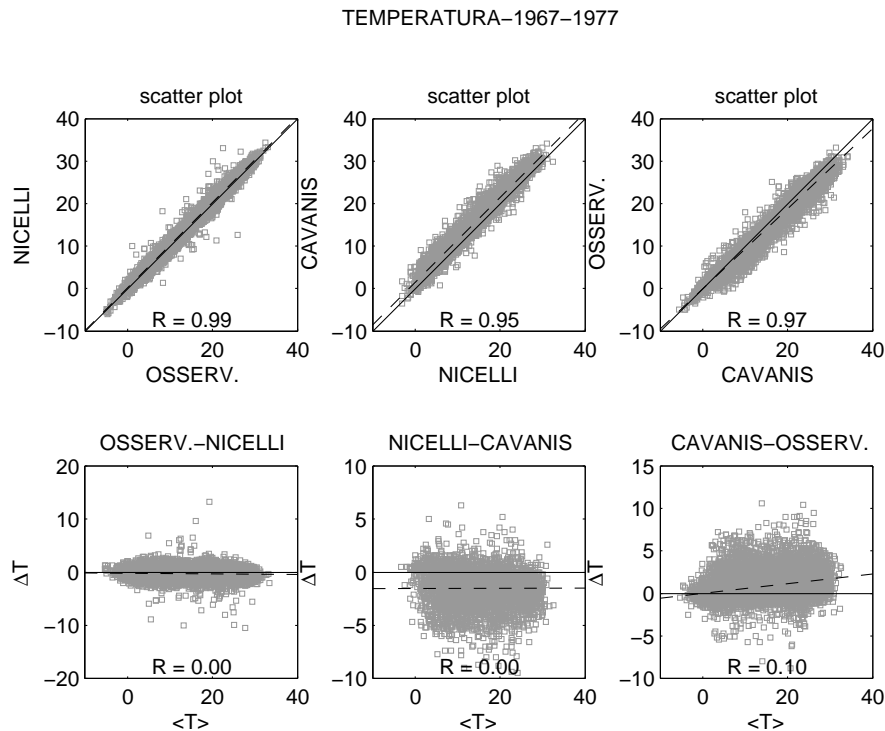 TEMPERATURA−1967−1977
scatter plot
scatter plot
scatter plot
40
30
20
10
0
−10
NICELLI
R = 0.99
0
20
40
OSSERV.
40
30
20
10
0
−10
CAVANIS
R = 0.95
0
20
40
NICELLI
40
30
20
10
0
−10
OSSERV.
R = 0.97
0
20
40
CAVANIS
OSSERV.−NICELLI
NICELLI−CAVANIS
CAVANIS−OSSERV.
20
10
0
−10
−20
ΔT
R = 0.00
0
20
40
<T>
10
5
0
−5
−10
ΔT
R = 0.00
0
20
40
<T>
15
10
5
0
−5
−10
ΔT
R = 0.10
0
20
40
<T>